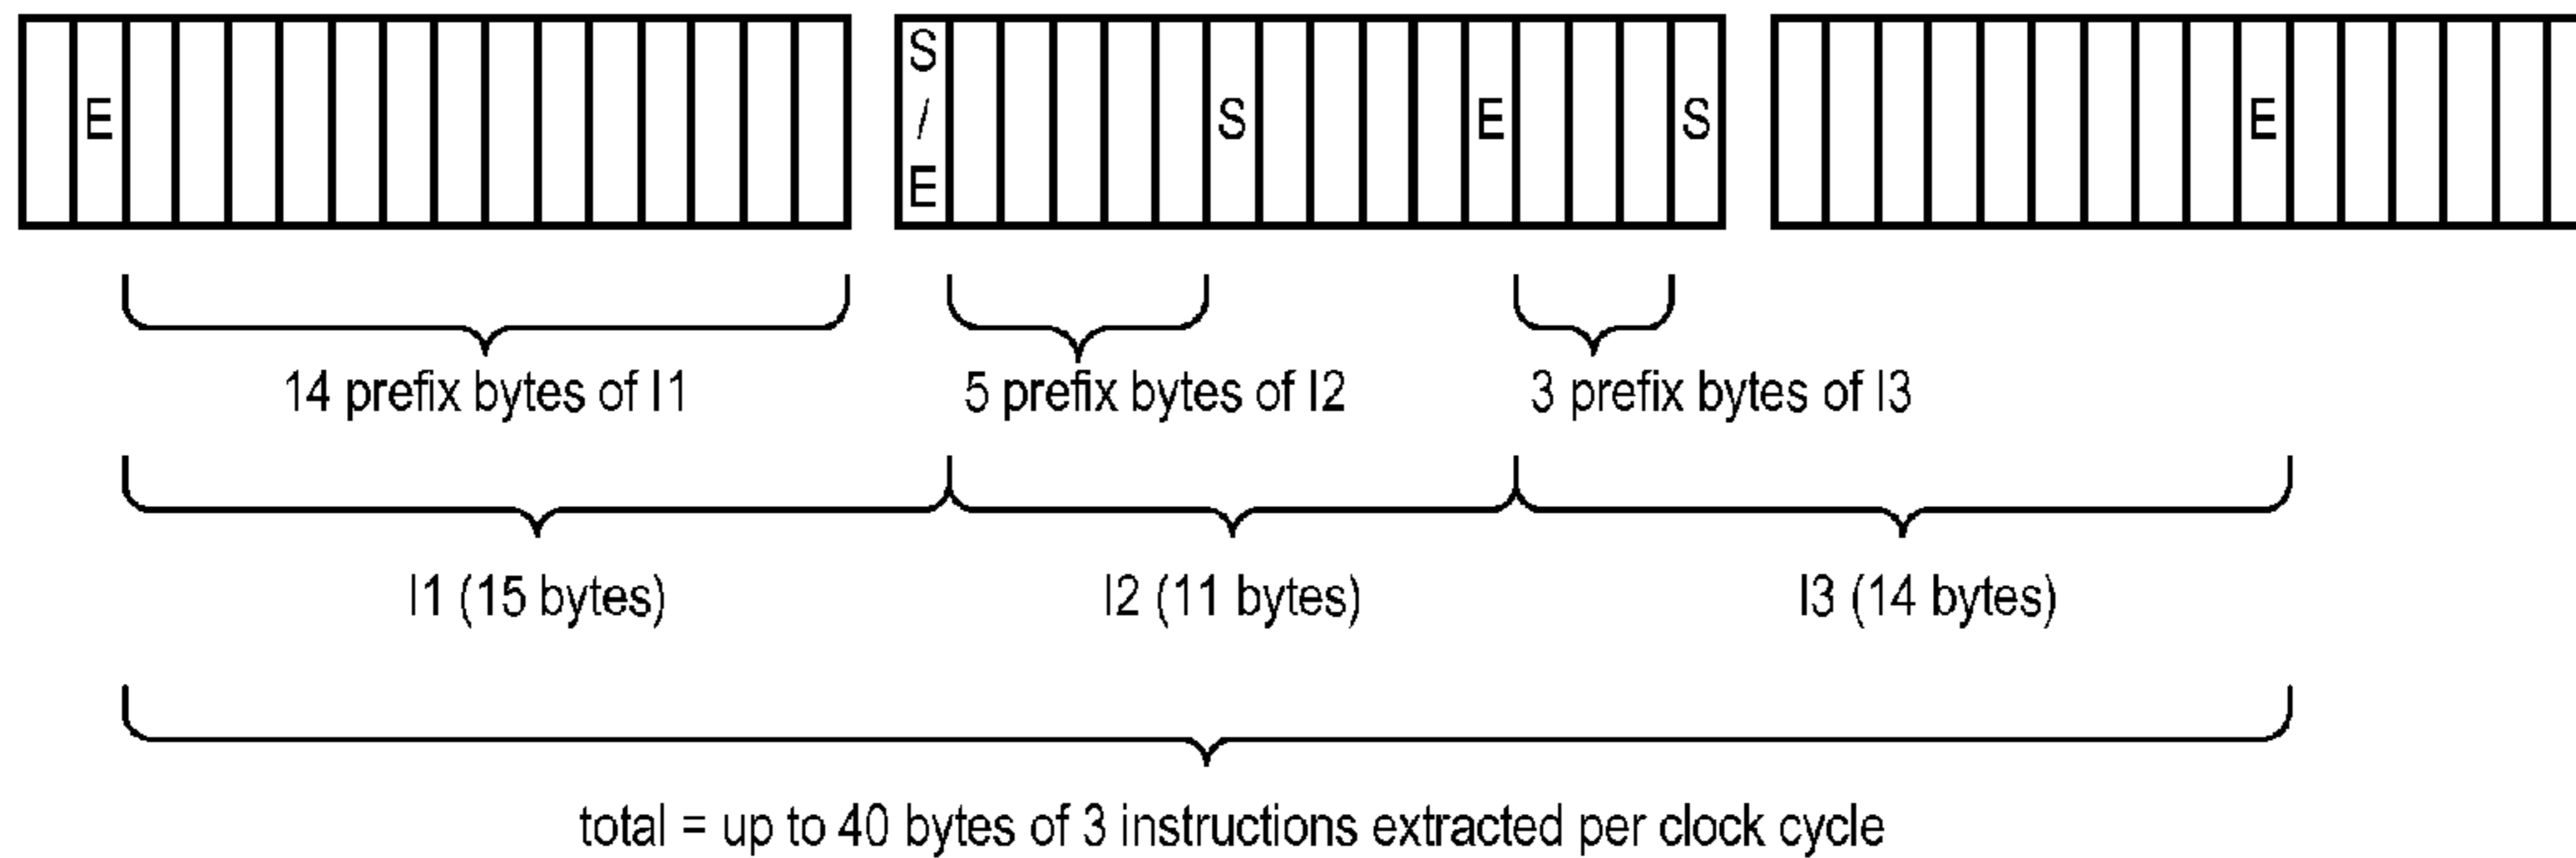 E S / E S E S E
14 prefix bytes of I1 5 prefix bytes of I2 3 prefix bytes of I3
I1 (15 bytes) I2 (11 bytes) I3 (14 bytes)
total = up to 40 bytes of 3 instructions extracted per clock cycle